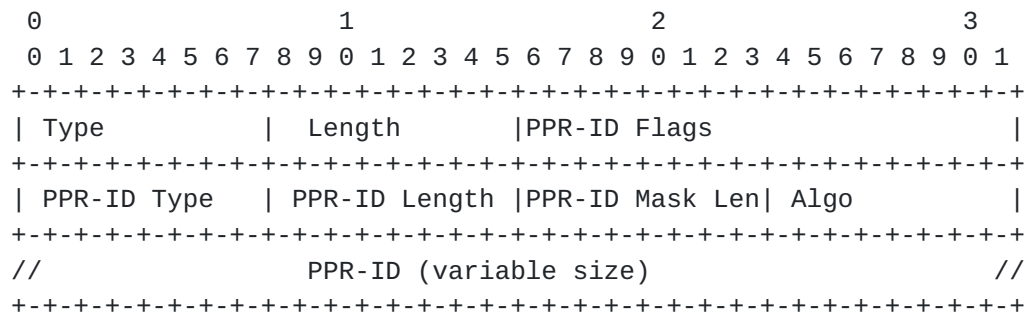 0                   1                   2                   3
 0 1 2 3 4 5 6 7 8 9 0 1 2 3 4 5 6 7 8 9 0 1 2 3 4 5 6 7 8 9 0 1
+-+-+-+-+-+-+-+-+-+-+-+-+-+-+-+-+-+-+-+-+-+-+-+-+-+-+-+-+-+-+-+-+
| Type          |  Length       |PPR-ID Flags                   |
+-+-+-+-+-+-+-+-+-+-+-+-+-+-+-+-+-+-+-+-+-+-+-+-+-+-+-+-+-+-+-+-+
| PPR-ID Type   | PPR-ID Length |PPR-ID Mask Len| Algo          |
+-+-+-+-+-+-+-+-+-+-+-+-+-+-+-+-+-+-+-+-+-+-+-+-+-+-+-+-+-+-+-+-+
//                 PPR-ID (variable size)                      //
+-+-+-+-+-+-+-+-+-+-+-+-+-+-+-+-+-+-+-+-+-+-+-+-+-+-+-+-+-+-+-+-+